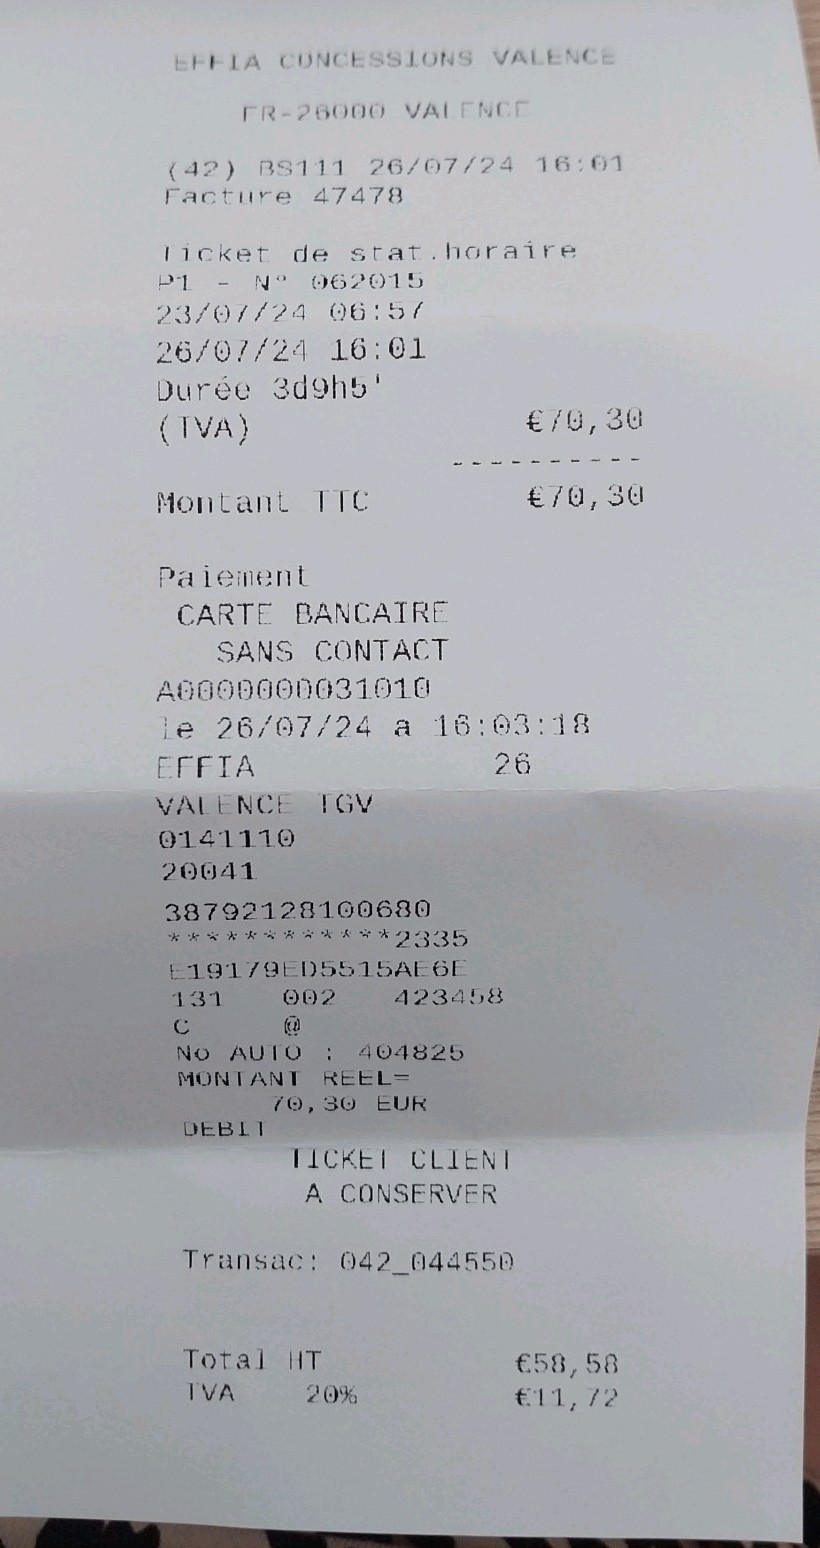 EFFIA CONCESSIONS VALENCE
FR-26000 VALENCE
(42) BS111 26/07/24 16:01
Facture 47478
Ticket de stat.horaire
P1 - N° 062015
23/07/24 06:57
26/07/24 16:01
Durée 3d9h5'
(TVA) €70,30
----------
Montant TTC €70,30
Paiement
CARTE BANCAIRE
SANS CONTACT
A0000000031010
le 26/07/24 a 16:03:18
EFFIA 26
VALENCE TGV
0141110
20041
38792128100680
************2335
E19179ED5515AE6E
131 002 423458
C @
No AUTO : 404825
MONTANT REEL=
70,30 EUR
DEBIT
TICKET CLIENT
A CONSERVER
Transac: 042_044550
Total HT €58,58
TVA 20% €11,72